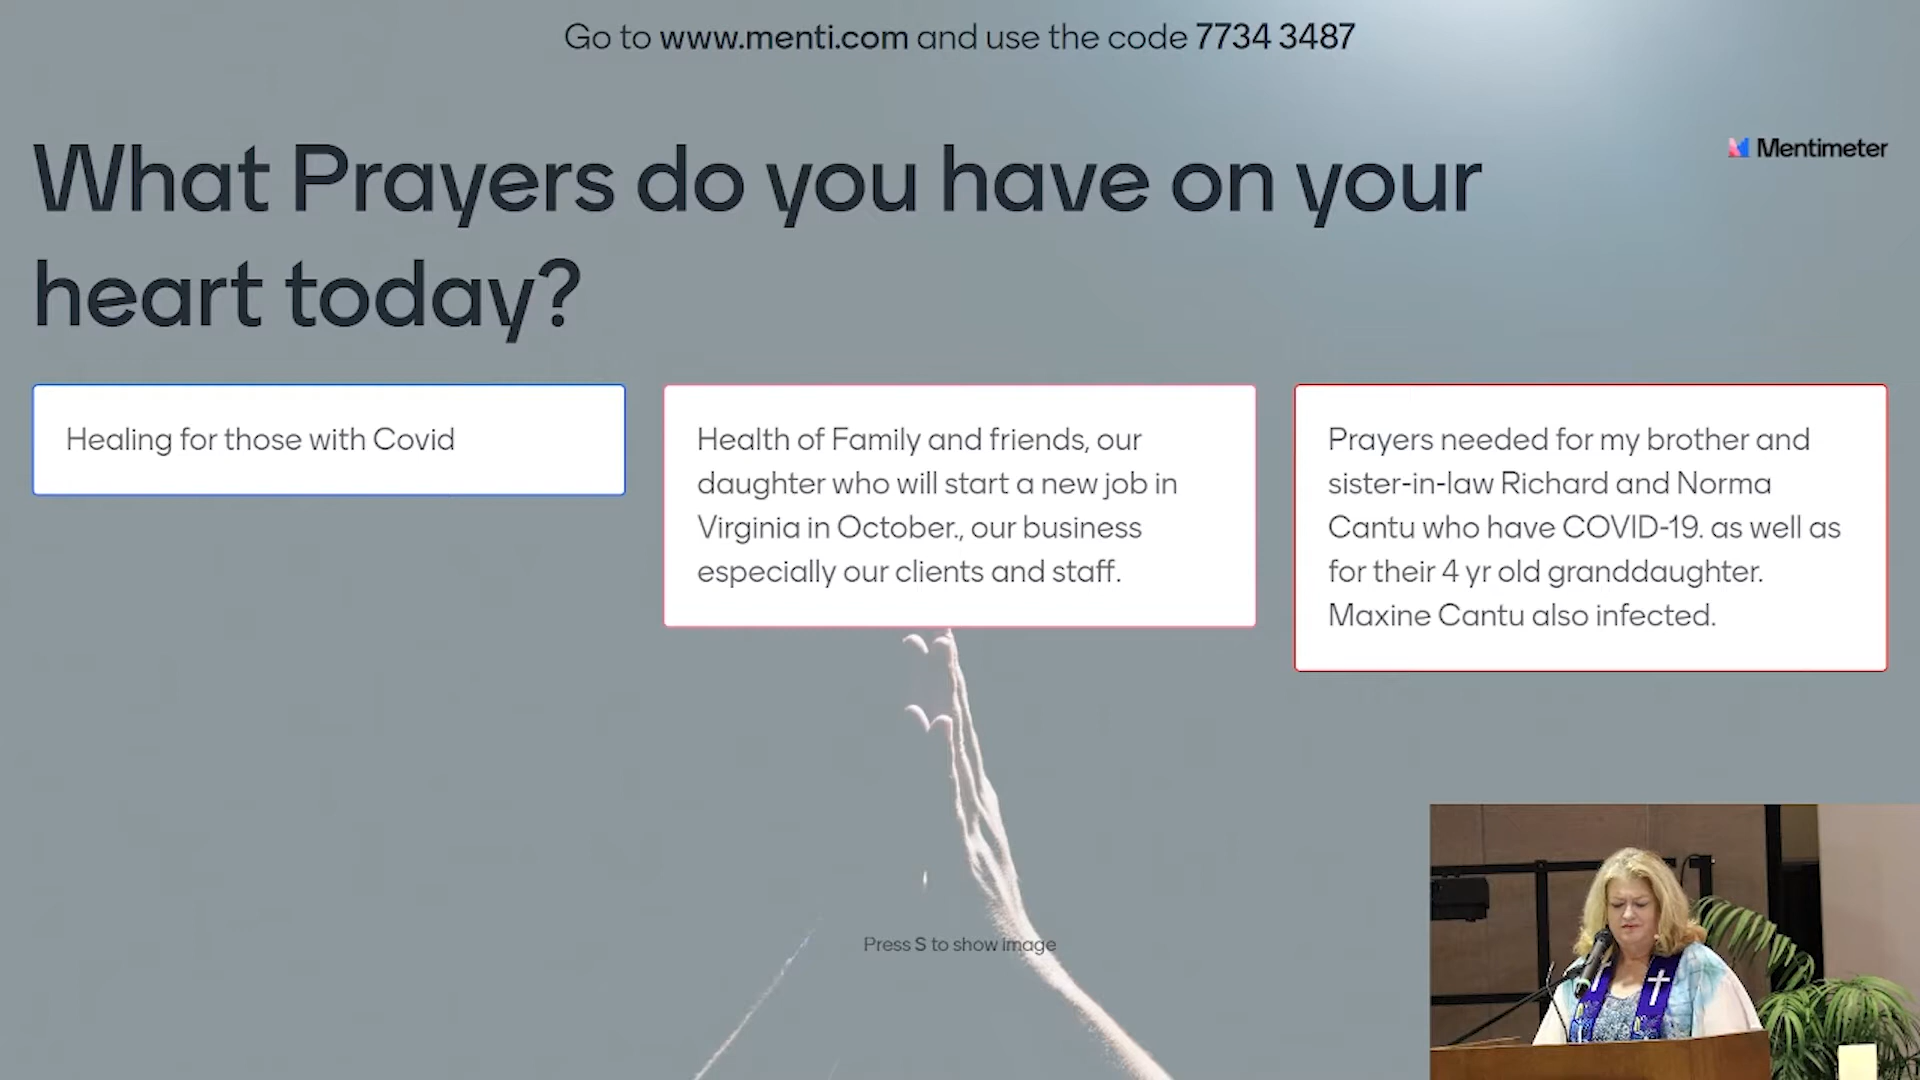 Go to www.menti.com and use the code 7734 3487
Mentimeter
What Prayers do you have on your
heart today?
Healing for those with Covid
Health of Family and friends, our
daughter who will start a new job in
Virginia in October., our business
especially our clients and staff.
Prayers needed for my brother and
sister-in-law Richard and Norma
Cantu who have COVID-19. as well as
for their 4 yr old granddaughter.
Maxine Cantu also infected.
Press S to show image